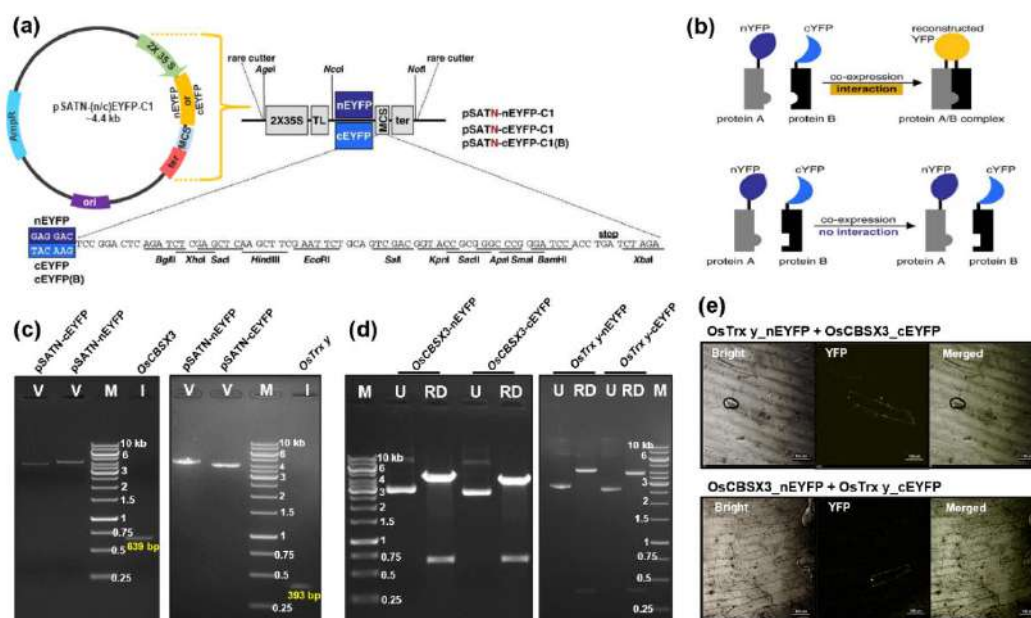 (a)
2X 35 S
nEYFP
or
cEYFP
MCS
ter
ori
AmpR
pSATN-(n/c)EYFP-C1
~4.4 kb
rare cutter
AgeI
NcoI
rare cutter
NotI
2X35S
TL
nEYFP
cEYFP
MCS
ter
pSATN-nEYFP-C1
pSATN-cEYFP-C1
pSATN-cEYFP-C1(B)
nEYFP
GAG GAC
TAC AAG
cEYFP
cEYFP(B)
stop
TCC GGA CTC AGA TCT CGA GCT CAA GCT TCG AAT TCT GCA GTC GAC GGT ACC GCG GGC CCG GGA TCC ACC TGA TCT AGA
BglII XhoI SacI HindIII EcoRI SalI KpnI SacII ApaI SmaI BamHI XbaI
(b)
nYFP cYFP
reconstructed
YFP
co-expression
interaction
protein A protein B protein A/B complex
nYFP cYFP nYFP cYFP
co-expression
no interaction
protein A protein B protein A protein B
(c)
pSATN-cEYFP
pSATN-nEYFP
OsCBSX3
V V M I
10 kb
6
4
3
2
1.5
1
0.75
0.5
0.25
639 bp
pSATN-nEYFP
pSATN-cEYFP
OsTrx y
V V M I
10 kb
6
4
3
2
1.5
1
0.75
0.5
0.25
393 bp
(d)
OsCBSX3-nEYFP
OsCBSX3-cEYFP
M U RD U RD
10 kb
6
4
3
2
1.5
1
0.75
0.5
0.25
OsTrx y-nEYFP
OsTrx y-cEYFP
U RD U RD M
10 kb
6
3
2
1.5
1
0.75
0.5
0.25
(e)
OsTrx y_nEYFP + OsCBSX3_cEYFP
Bright YFP Merged
OsCBSX3_nEYFP + OsTrx y_cEYFP
Bright YFP Merged